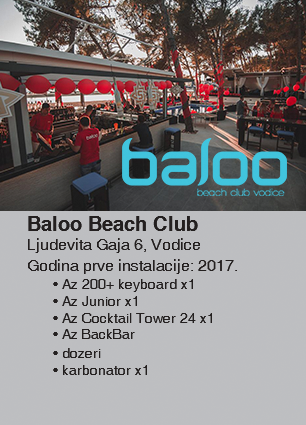 baloo
beach club vodice
Baloo Beach Club
Ljudevita Gaja 6, Vodice
Godina prve instalacije: 2017.
• Az 200+ keyboard x1
• Az Junior x1
• Az Cocktail Tower 24 x1
• Az BackBar
• dozeri
• karbonator x1